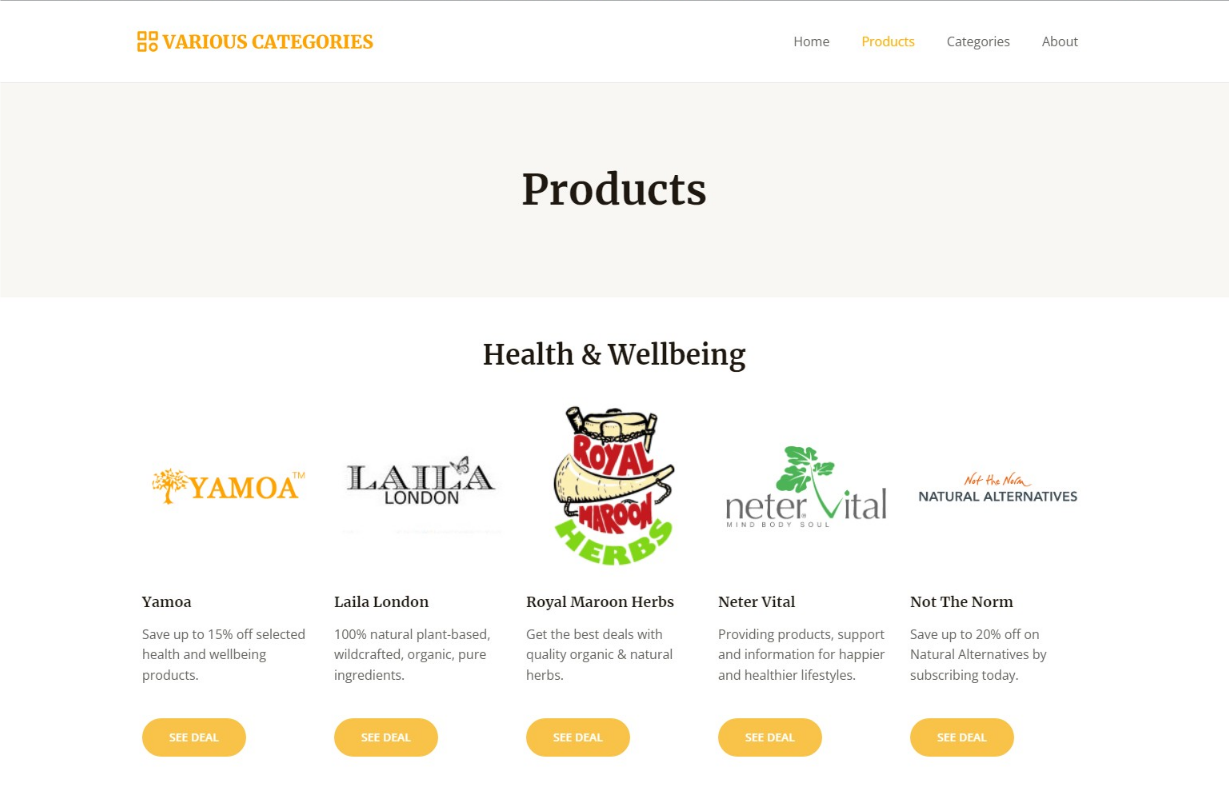 VARIOUS CATEGORIES
Home Products Categories About
Products
Health & Wellbeing
YAMOA™
LAILA
LONDON
ROYAL
MAROON
HERBS
neter vital
MIND BODY SOUL
Not the Norm
NATURAL ALTERNATIVES
Yamoa
Save up to 15% off selected
health and wellbeing
products.
SEE DEAL
Laila London
100% natural plant-based,
wildcrafted, organic, pure
ingredients.
SEE DEAL
Royal Maroon Herbs
Get the best deals with
quality organic & natural
herbs.
SEE DEAL
Neter Vital
Providing products, support
and information for happier
and healthier lifestyles.
SEE DEAL
Not The Norm
Save up to 20% off on
Natural Alternatives by
subscribing today.
SEE DEAL